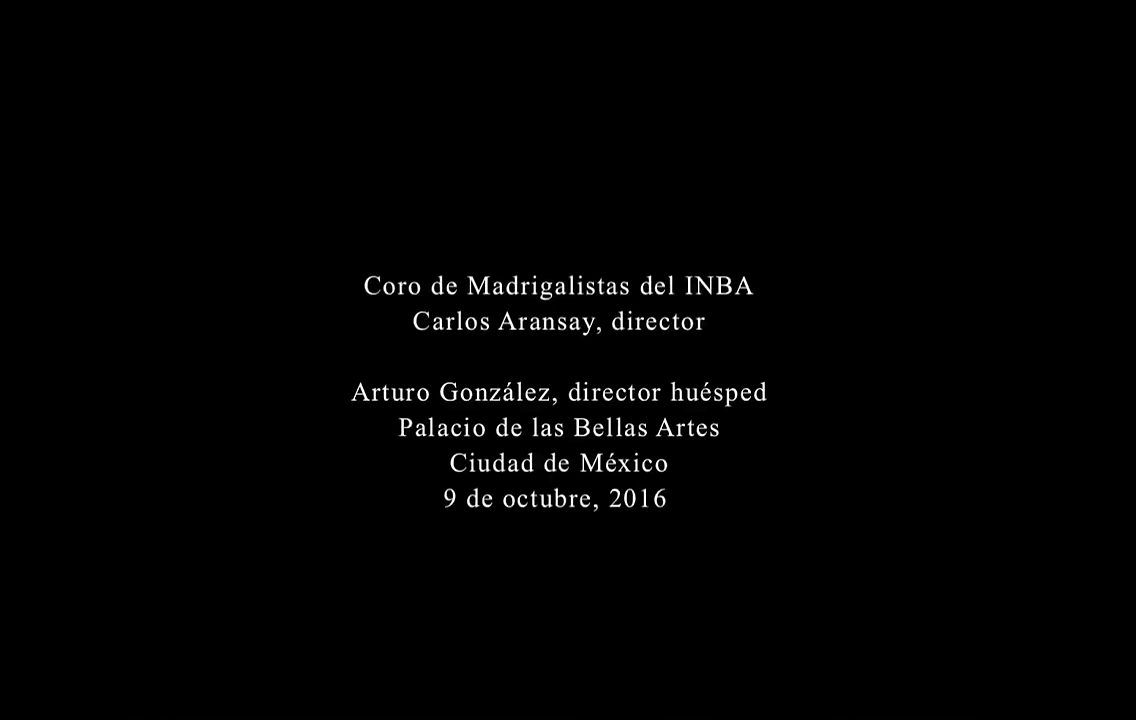 Coro de Madrigalistas del INBA
Carlos Aransay, director
Arturo González, director huésped
Palacio de las Bellas Artes
Ciudad de México
9 de octubre, 2016